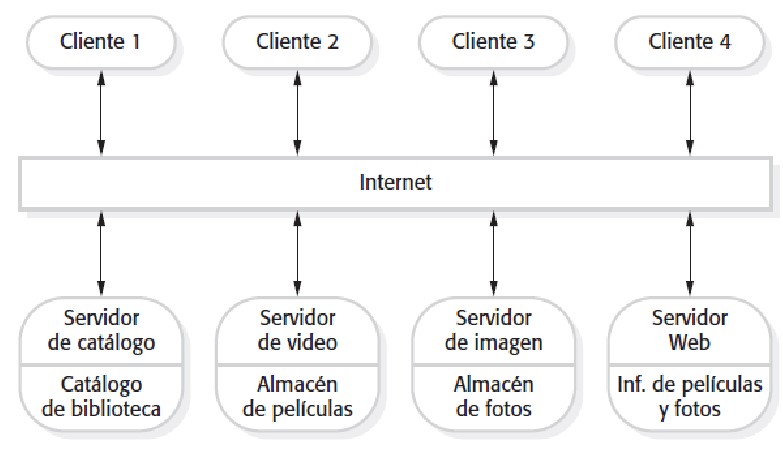 Cliente 1
Cliente 2
Cliente 3
Cliente 4
Internet
Servidor
de catálogo
Catálogo
de biblioteca
Servidor
de video
Almacén
de películas
Servidor
de imagen
Almacén
de fotos
Servidor
Web
Inf. de películas
y fotos